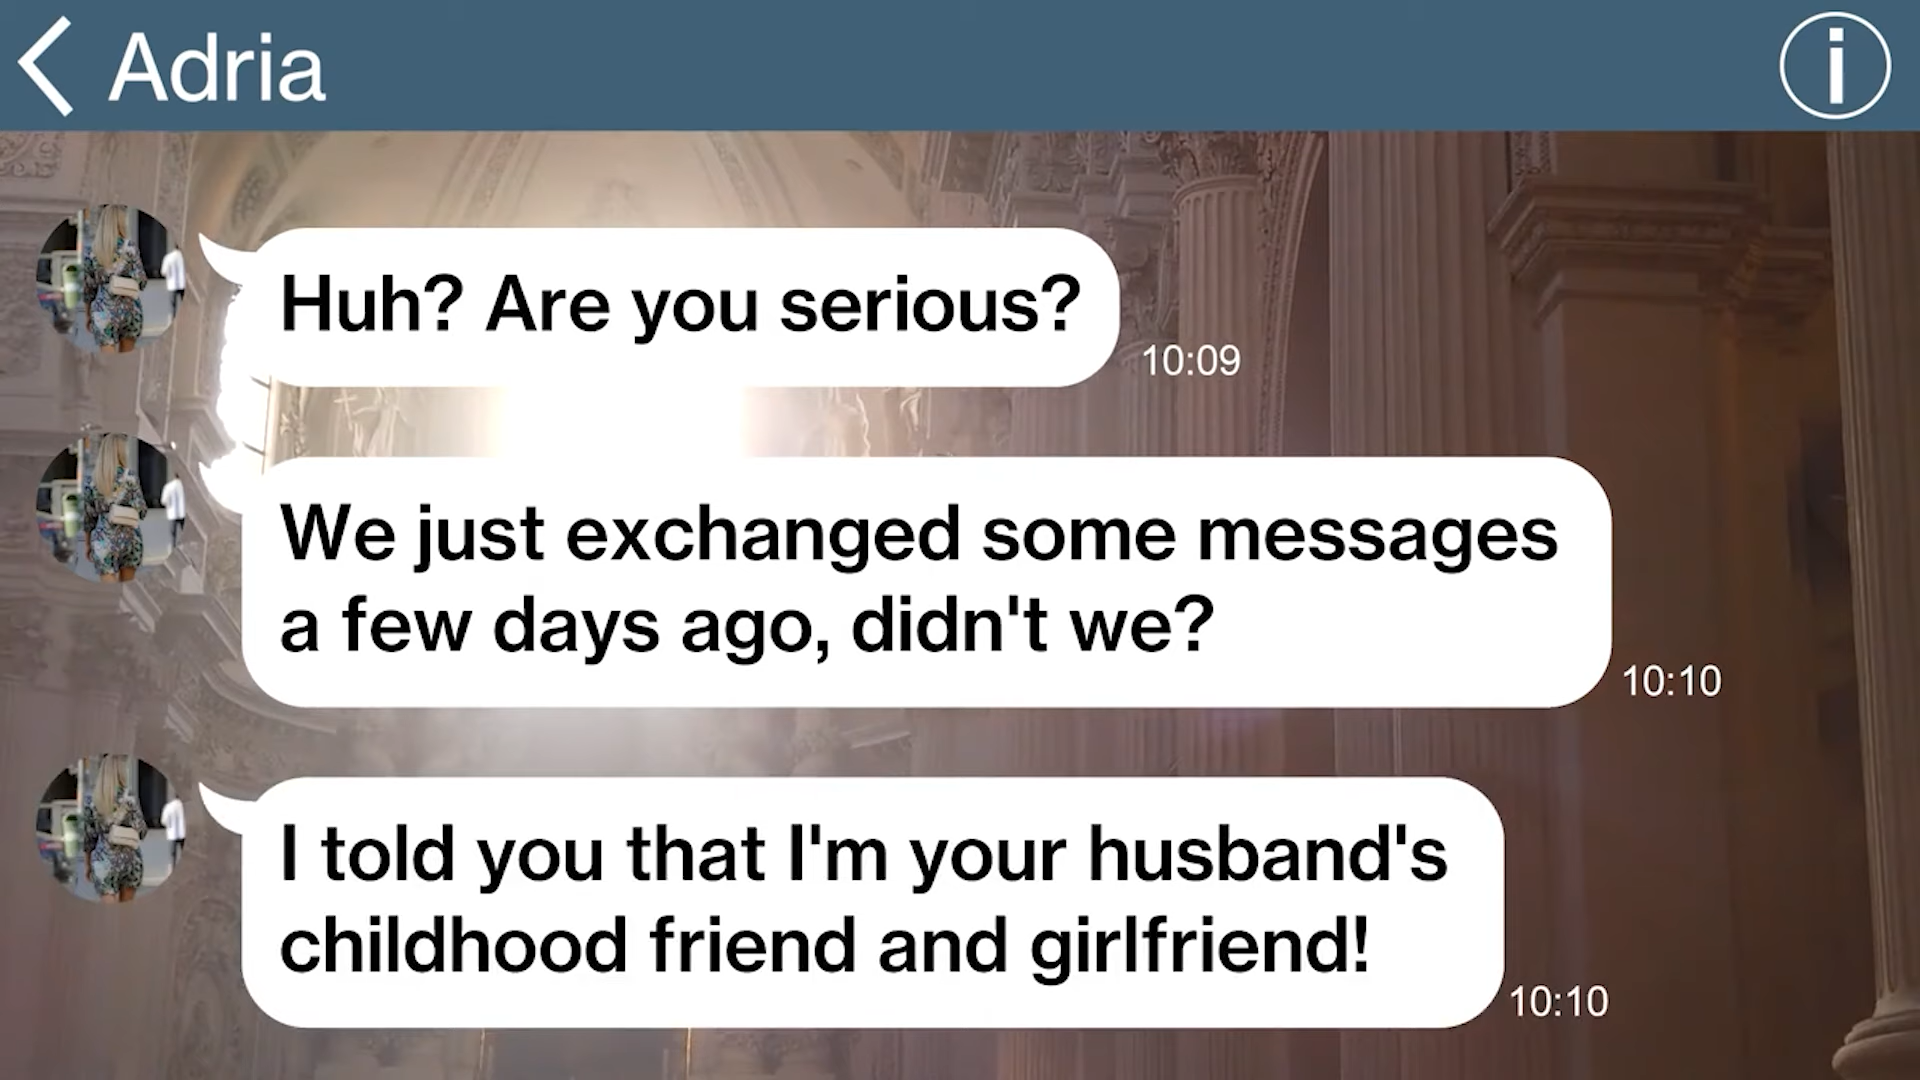 Adria
Huh? Are you serious?
10:09
We just exchanged some messages
a few days ago, didn't we?
10:10
I told you that I'm your husband's
childhood friend and girlfriend!
10:10